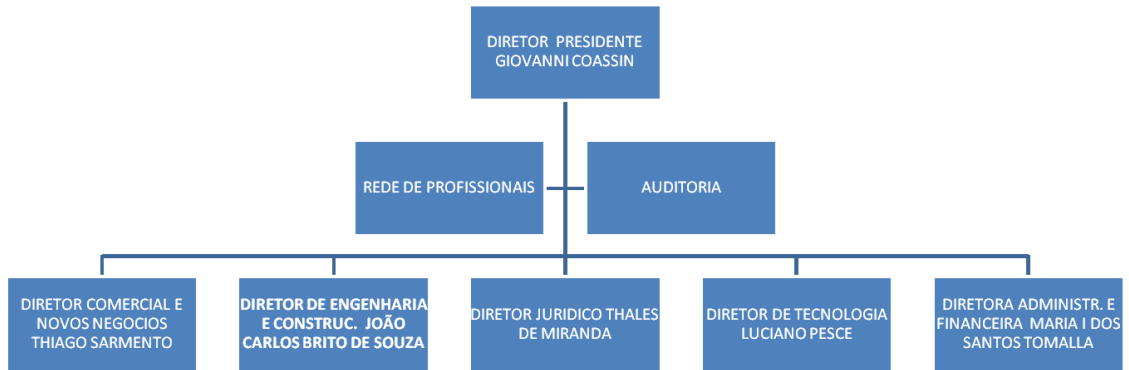 DIRETOR PRESIDENTE
GIOVANNI COASSIN
REDE DE PROFISSIONAIS
AUDITORIA
DIRETOR COMERCIAL E
NOVOS NEGOCIOS
THIAGO SARMENTO
DIRETOR DE ENGENHARIA
E CONSTRUC. JOÃO
CARLOS BRITO DE SOUZA
DIRETOR JURIDICO THALES
DE MIRANDA
DIRETOR DE TECNOLOGIA
LUCIANO PESCE
DIRETORA ADMINISTR. E
FINANCEIRA MARIA I DOS
SANTOS TOMALLA